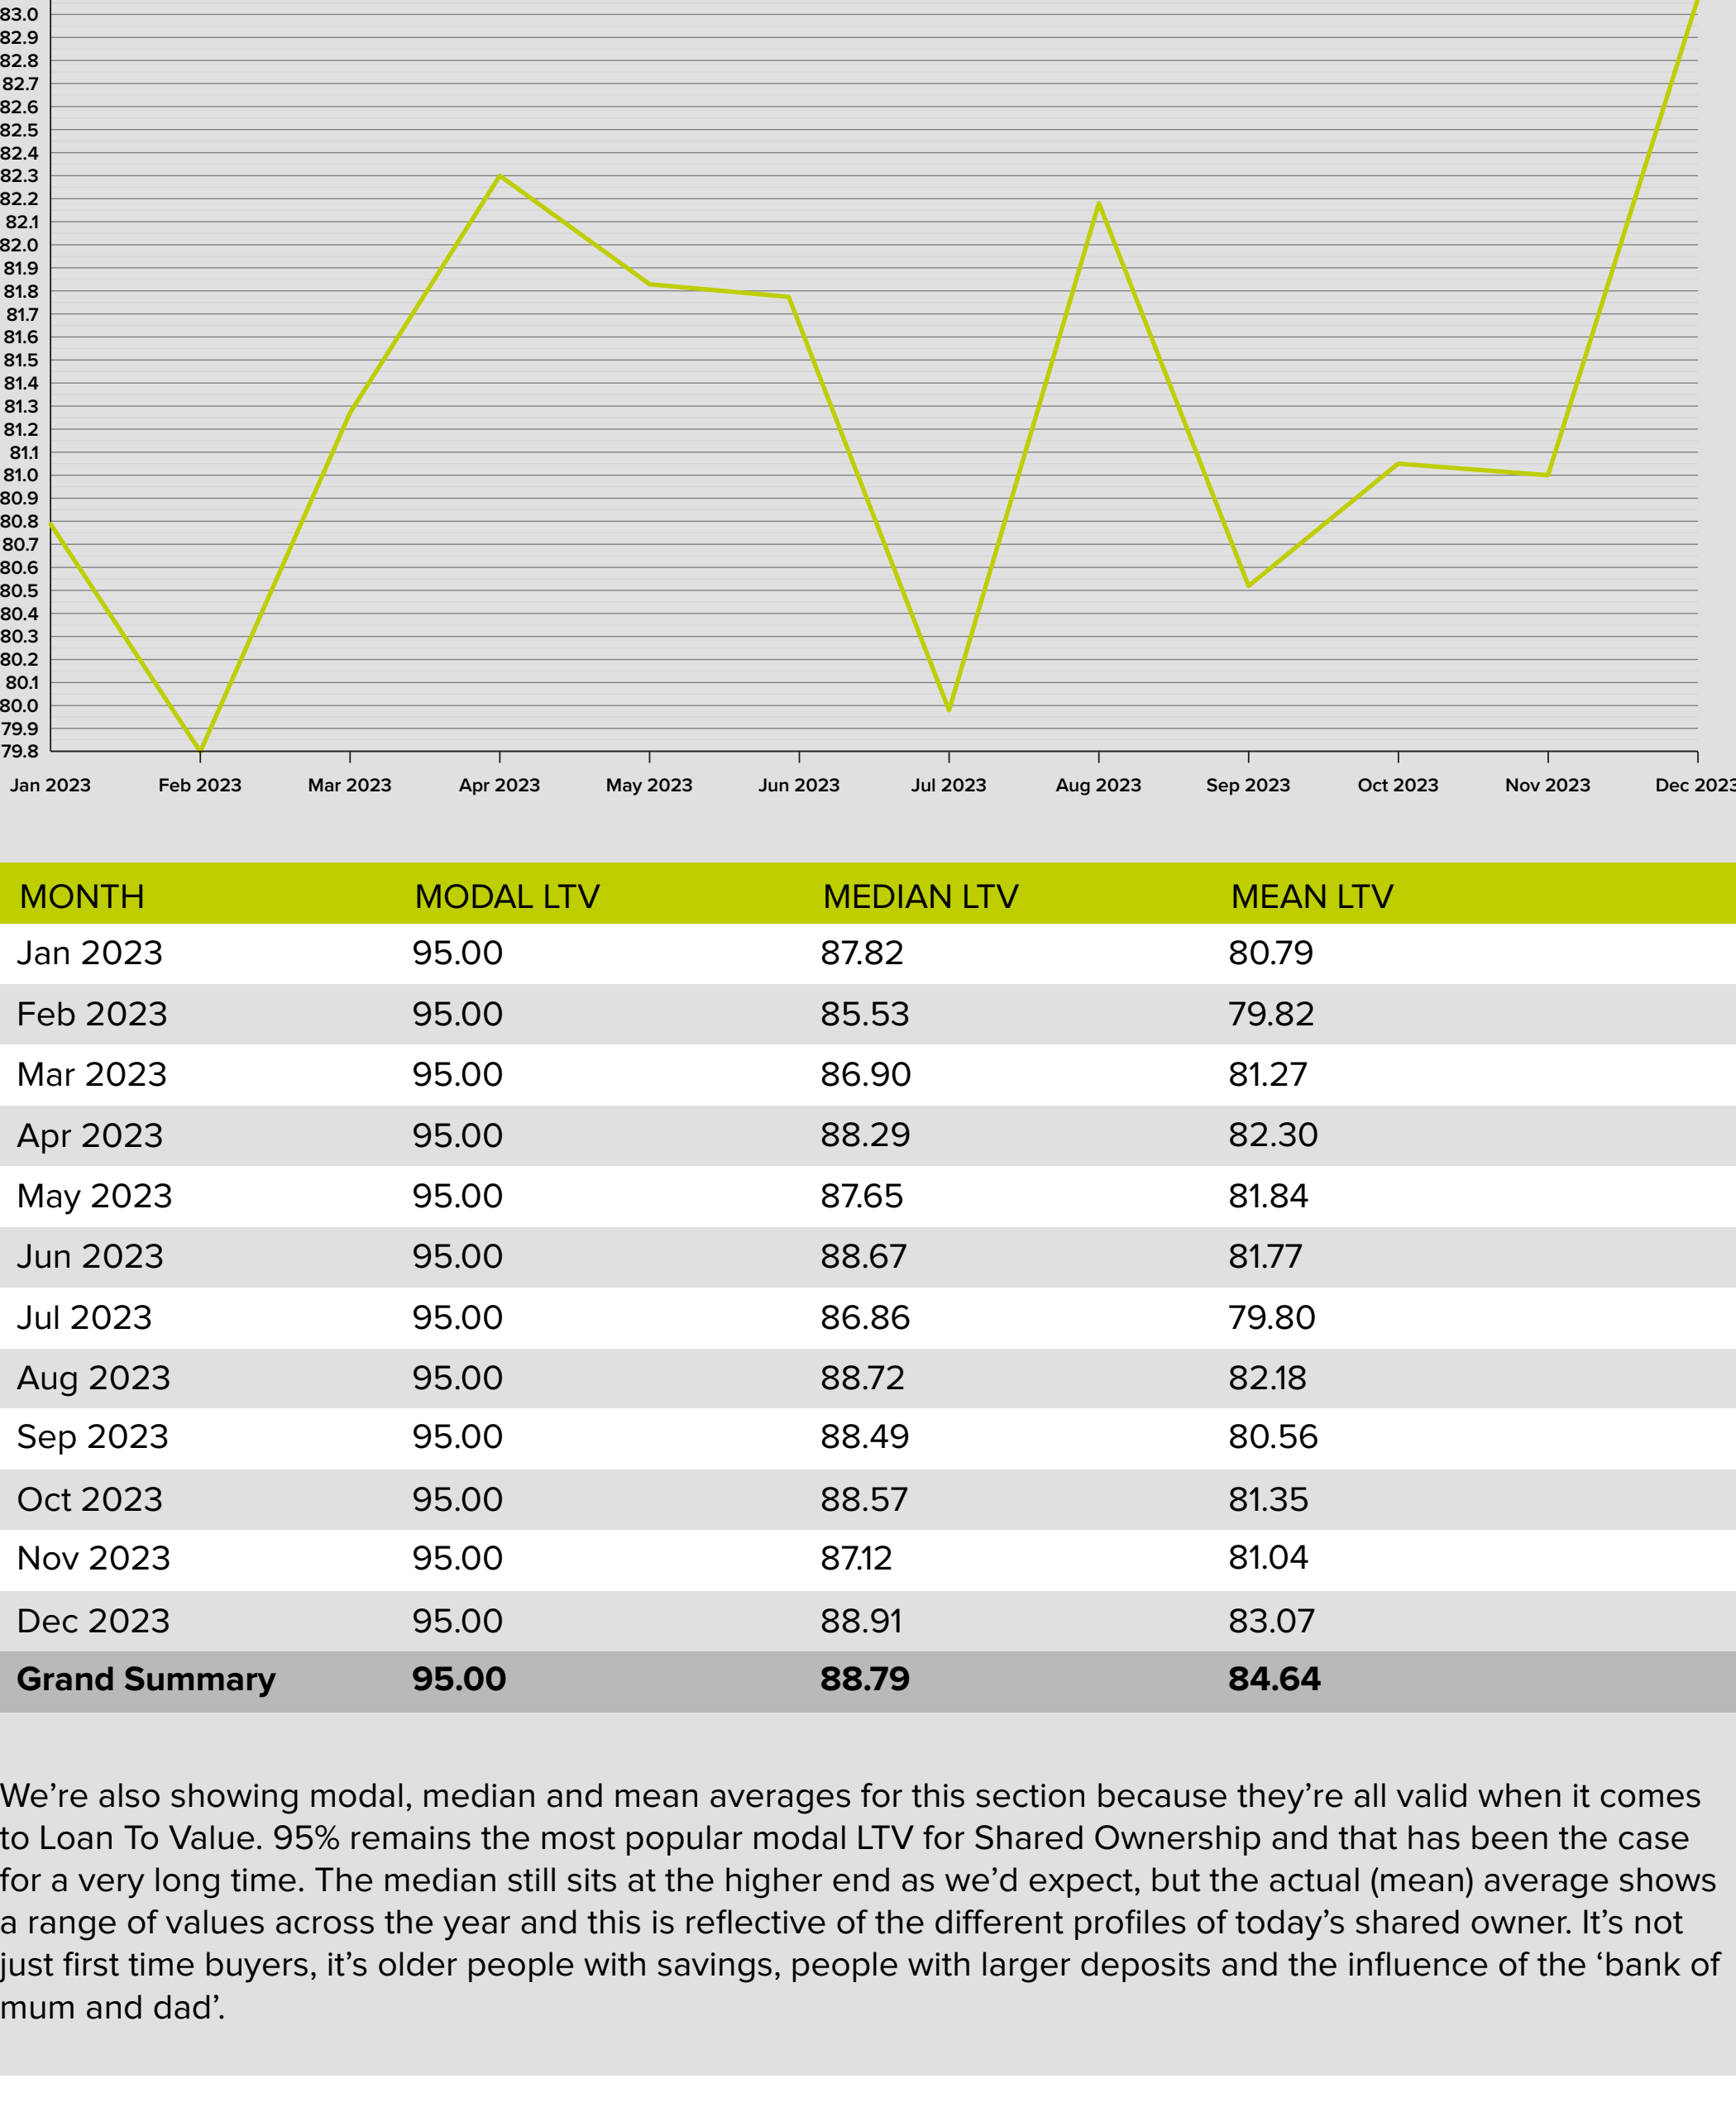 83.0
82.9
82.8
82.7
82.6
82.5
82.4
82.3
82.2
82.1
82.0
81.9
81.8
81.7
81.6
81.5
81.4
81.3
81.2
81.1
81.0
80.9
80.8
80.7
80.6
80.5
80.4
80.3
80.2
80.1
80.0
79.9
79.8
Jan 2023 Feb 2023 Mar 2023 Apr 2023 May 2023 Jun 2023 Jul 2023 Aug 2023 Sep 2023 Oct 2023 Nov 2023 Dec 2023
MONTH MODAL LTV MEDIAN LTV MEAN LTV
Jan 2023 95.00 87.82 80.79
Feb 2023 95.00 85.53 79.82
Mar 2023 95.00 86.90 81.27
Apr 2023 95.00 88.29 82.30
May 2023 95.00 87.65 81.84
Jun 2023 95.00 88.67 81.77
Jul 2023 95.00 86.86 79.80
Aug 2023 95.00 88.72 82.18
Sep 2023 95.00 88.49 80.56
Oct 2023 95.00 88.57 81.35
Nov 2023 95.00 87.12 81.04
Dec 2023 95.00 88.91 83.07
Grand Summary 95.00 88.79 84.64
We’re also showing modal, median and mean averages for this section because they’re all valid when it comes
to Loan To Value. 95% remains the most popular modal LTV for Shared Ownership and that has been the case
for a very long time. The median still sits at the higher end as we’d expect, but the actual (mean) average shows
a range of values across the year and this is reflective of the different profiles of today’s shared owner. It’s not
just first time buyers, it’s older people with savings, people with larger deposits and the influence of the ‘bank of
mum and dad’.